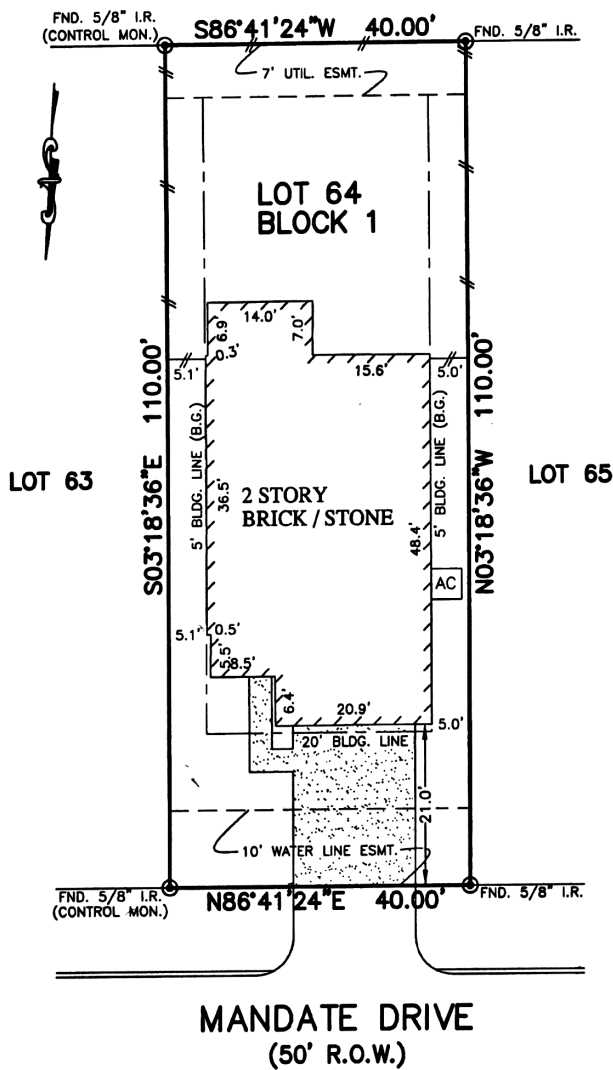 FND. 5/8" I.R.
(CONTROL MON.)
S86°41'24"W 40.00'
FND. 5/8" I.R.
7' UTIL. ESMT.
LOT 64
BLOCK 1
14.0'
6.9
7.0'
0.3'
15.6'
5.1'
5.0'
S03°18'36"E 110.00'
5' BLDG. LINE (B.G.)
36.5'
2 STORY
BRICK / STONE
48.4'
5' BLDG. LINE (B.G.)
N03°18'36"W 110.00'
LOT 63
LOT 65
AC
5.1'
0.5'
5.5'
8.5'
6.4'
20.9'
5.0'
20' BLDG. LINE
21.0'
10' WATER LINE ESMT.
FND. 5/8" I.R.
(CONTROL MON.)
N86°41'24"E 40.00'
FND. 5/8" I.R.
MANDATE DRIVE
(50' R.O.W.)